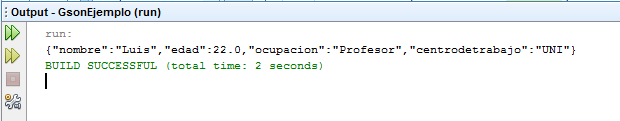 Output - GsonEjemplo (run)
run:
{"nombre":"Luis","edad":22.0,"ocupacion":"Profesor","centrodetrabajo":"UNI"}
BUILD SUCCESSFUL (total time: 2 seconds)